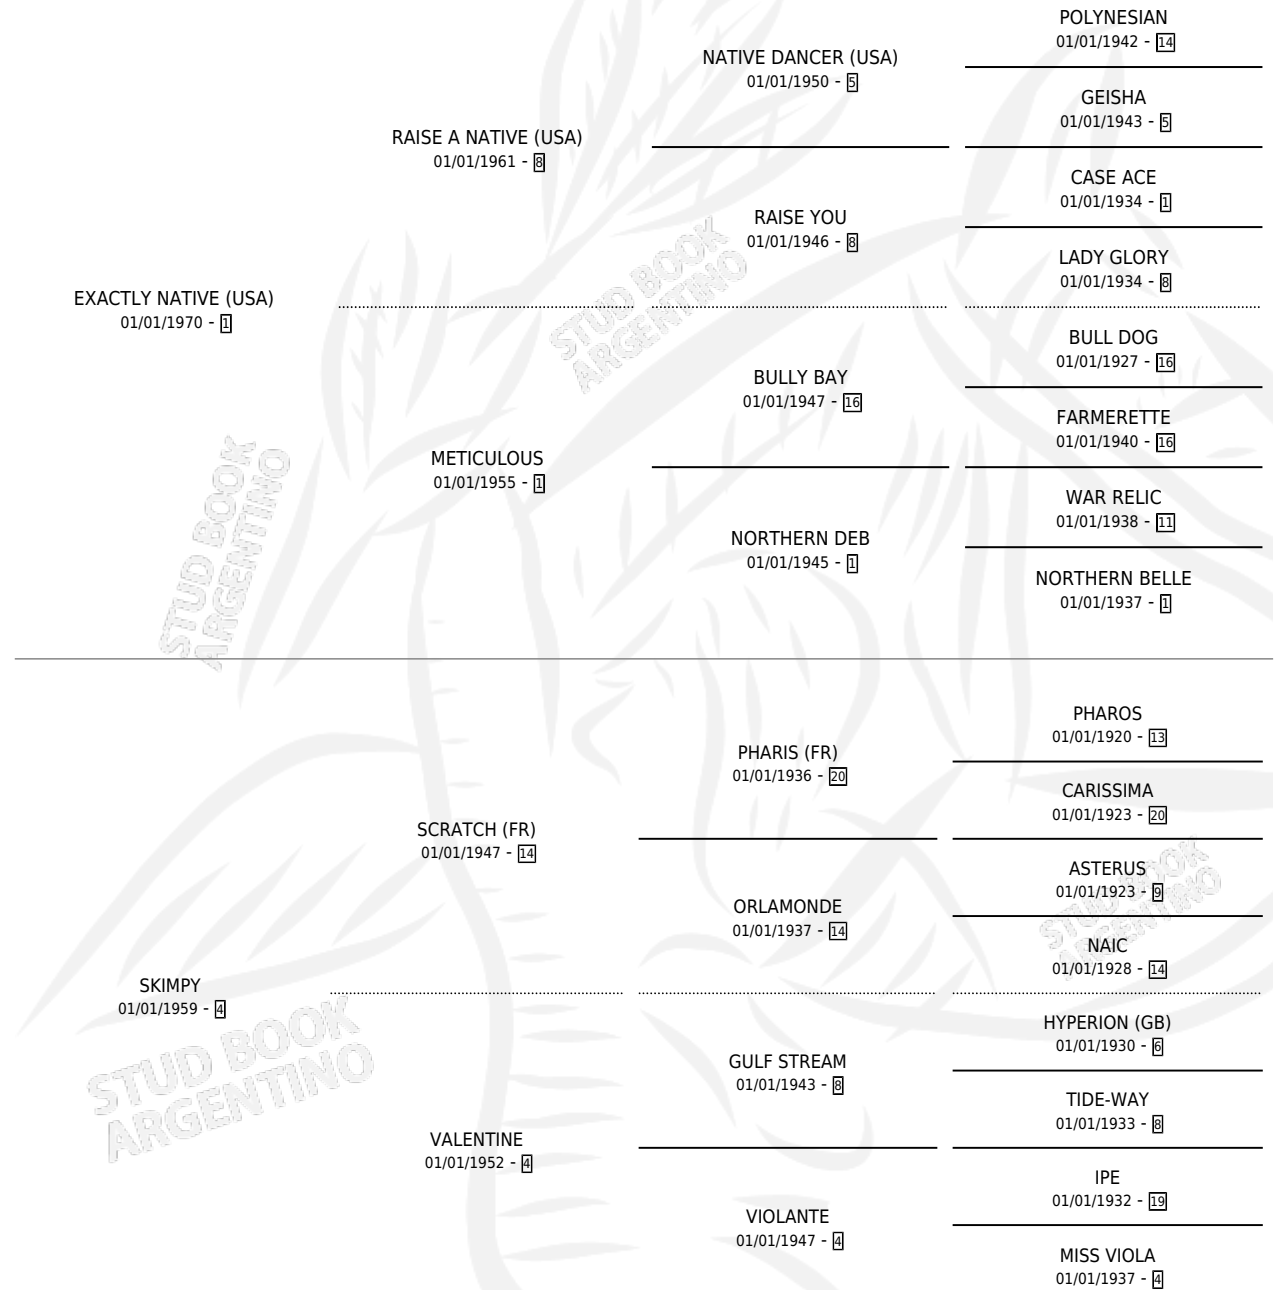 POLYNESIAN
01/01/1942 - 14
NATIVE DANCER (USA)
01/01/1950 - 5
GEISHA
01/01/1943 - 5
RAISE A NATIVE (USA)
01/01/1961 - 8
CASE ACE
01/01/1934 - 1
RAISE YOU
01/01/1946 - 8
LADY GLORY
01/01/1934 - 8
EXACTLY NATIVE (USA)
01/01/1970 - 1
BULL DOG
01/01/1927 - 16
BULLY BAY
01/01/1947 - 16
FARMERETTE
01/01/1940 - 16
METICULOUS
01/01/1955 - 1
WAR RELIC
01/01/1938 - 11
NORTHERN DEB
01/01/1945 - 1
NORTHERN BELLE
01/01/1937 - 1
PHAROS
01/01/1920 - 13
PHARIS (FR)
01/01/1936 - 20
CARISSIMA
01/01/1923 - 20
SCRATCH (FR)
01/01/1947 - 14
ASTERUS
01/01/1923 - 9
ORLAMONDE
01/01/1937 - 14
NAIC
01/01/1928 - 14
SKIMPY
01/01/1959 - 4
HYPERION (GB)
01/01/1930 - 6
GULF STREAM
01/01/1943 - 8
TIDE-WAY
01/01/1933 - 8
VALENTINE
01/01/1952 - 4
IPE
01/01/1932 - 19
VIOLANTE
01/01/1947 - 4
MISS VIOLA
01/01/1937 - 4
STUD BOOK
ARGENTINO
STUD BOOK
ARGENTINO
STUD BOOK
ARGENTINO
STUD BOOK
ARGENTINO